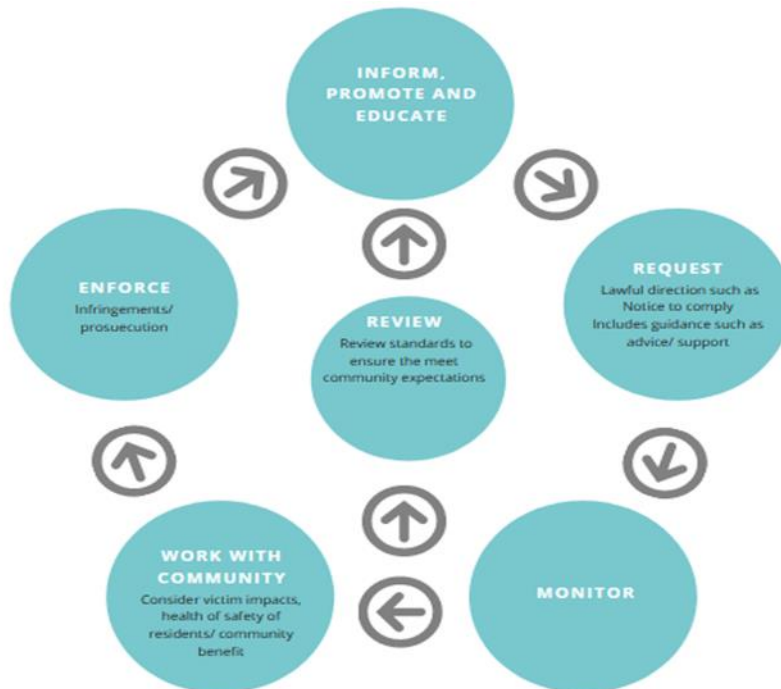 INFORM,
PROMOTE AND
EDUCATE
ENFORCE
Infringements/
prosuecution
REQUEST
Lawful direction such as
Notice to comply
Includes guidance such as
advice/ support
REVIEW
Review standards to
ensure the meet
community expectations
WORK WITH
COMMUNITY
Consider victim impacts,
health of safety of
residents/ community
benefit
MONITOR